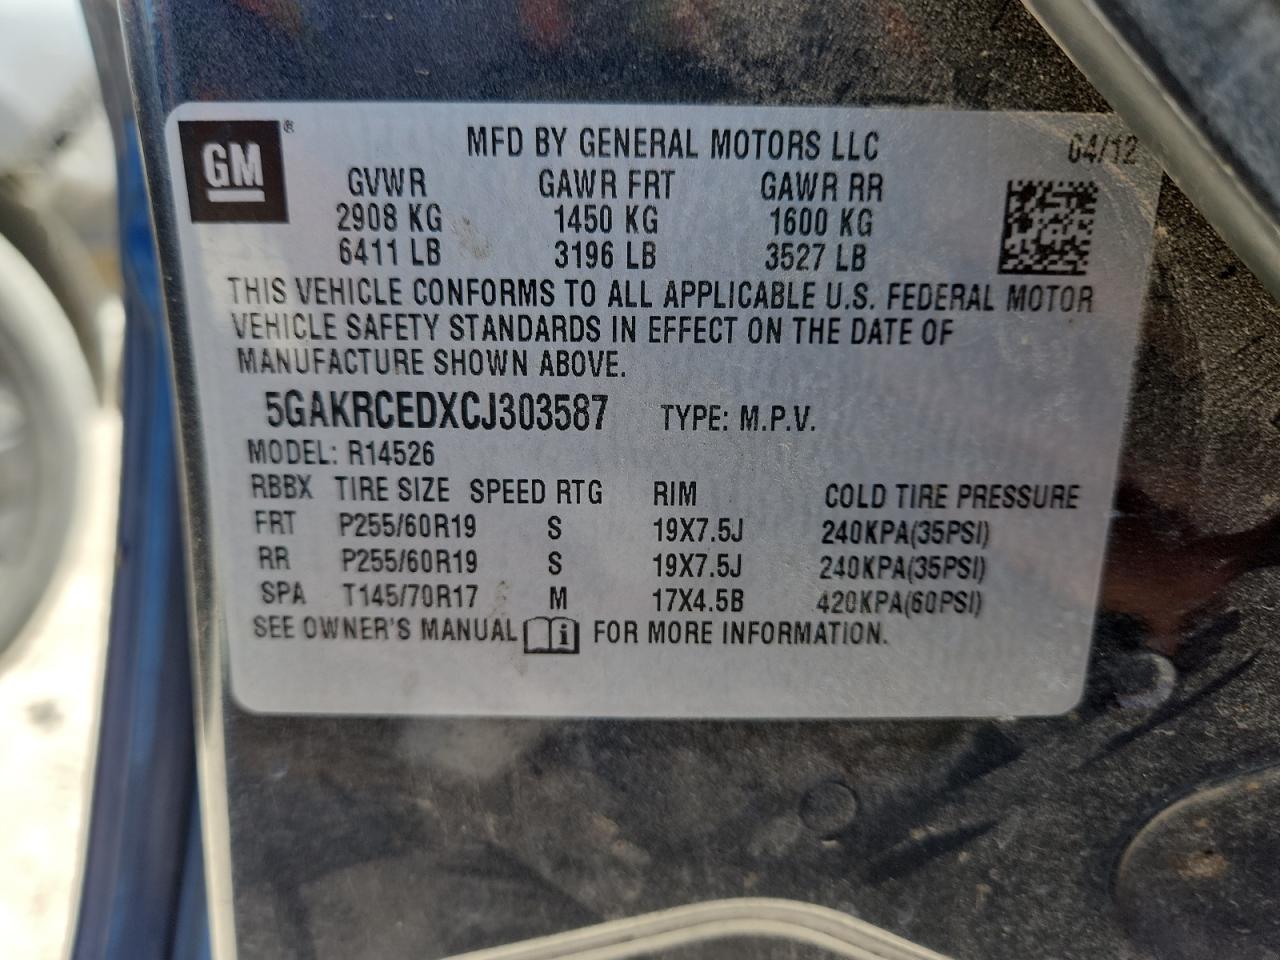 GM ® MFD BY GENERAL MOTORS LLC 04/12
GVWR GAWR FRT GAWR RR
2908 KG 1450 KG 1600 KG
6411 LB 3196 LB 3527 LB
THIS VEHICLE CONFORMS TO ALL APPLICABLE U.S. FEDERAL MOTOR
VEHICLE SAFETY STANDARDS IN EFFECT ON THE DATE OF
MANUFACTURE SHOWN ABOVE.
5GAKRCEDXCJ303587 TYPE: M.P.V.
MODEL: R14526
RBBX TIRE SIZE SPEED RTG RIM COLD TIRE PRESSURE
FRT P255/60R19 S 19X7.5J 240KPA(35PSI)
RR P255/60R19 S 19X7.5J 240KPA(35PSI)
SPA T145/70R17 M 17X4.5B 420KPA(60PSI)
SEE OWNER'S MANUAL i FOR MORE INFORMATION.